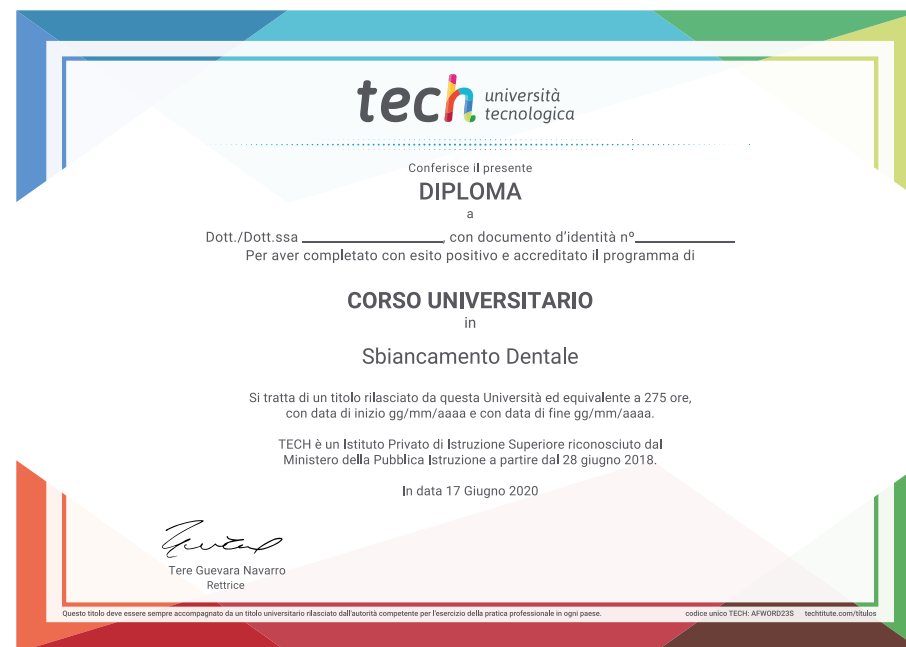 tech università
tecnologica
Conferisce il presente
DIPLOMA
a
Dott./Dott.ssa ____________________, con documento d'identità nº______________
Per aver completato con esito positivo e accreditato il programma di
CORSO UNIVERSITARIO
in
Sbiancamento Dentale
Si tratta di un titolo rilasciato da questa Università ed equivalente a 275 ore,
con data di inizio gg/mm/aaaa e con data di fine gg/mm/aaaa.
TECH è un Istituto Privato di Istruzione Superiore riconosciuto dal
Ministero della Pubblica Istruzione a partire dal 28 giugno 2018.
In data 17 Giugno 2020
Tere Guevara Navarro
Rettrice
Questo titolo deve essere sempre accompagnato da un titolo universitario rilasciato dall'autorità competente per l'esercizio della pratica professionale in ogni paese. codice unico TECH: AFWORD23S techtitute.com/títulos